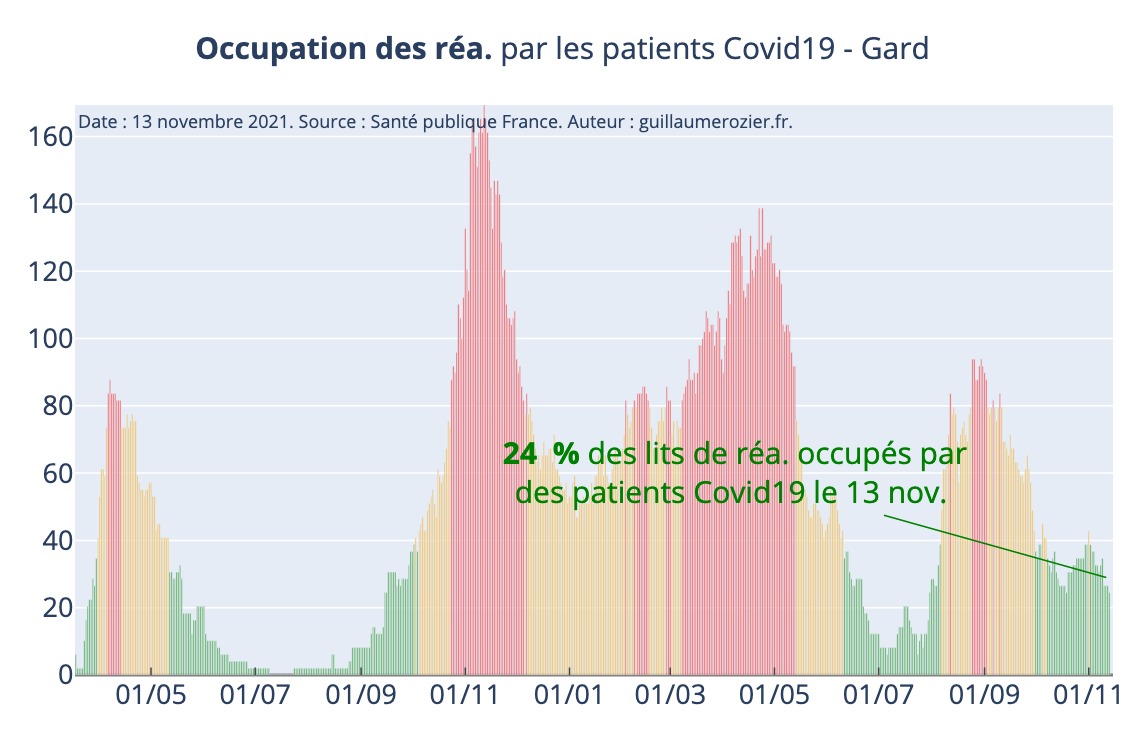 Occupation des réa. par les patients Covid19 - Gard
Date : 13 novembre 2021. Source : Santé publique France. Auteur : guillaumerozier.fr.
160
140
120
100
80
60
40
20
0
24 % des lits de réa. occupés par
des patients Covid19 le 13 nov.
01/05 01/07 01/09 01/11 01/01 01/03 01/05 01/07 01/09 01/11